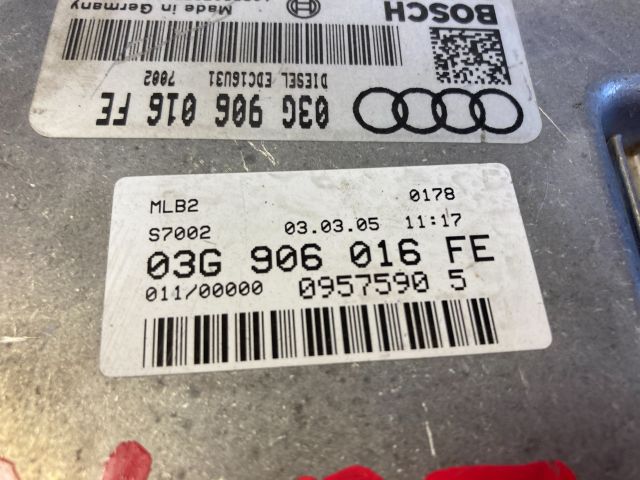 BOSCH
Made in Germany
DIESEL EDC16U31 7002
03G 906 016 FE
MLB2 0178
S7002 03.03.05 11:17
03G 906 016 FE
011/00000 0957590 5